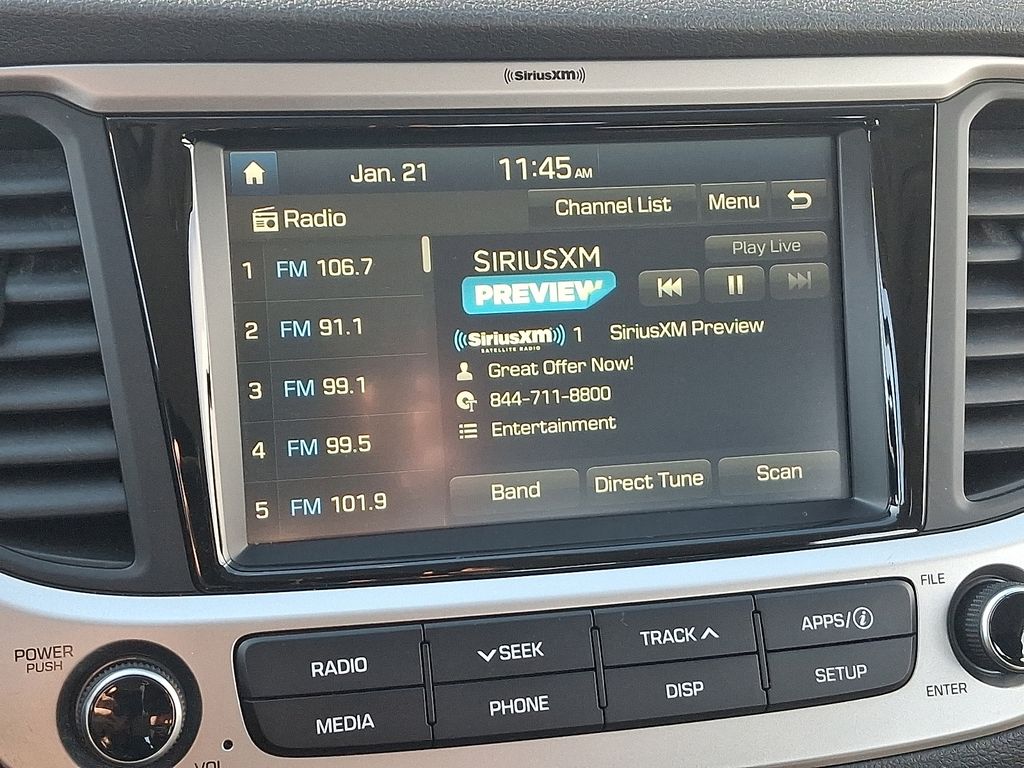 ((SiriusXM))
Jan. 21
11:45 AM
Radio
Channel List
Menu
1 FM 106.7
2 FM 91.1
3 FM 99.1
4 FM 99.5
5 FM 101.9
SIRIUSXM
PREVIEW
Play Live
((SiriusXM)) 1
SATELLITE RADIO
SiriusXM Preview
Great Offer Now!
844-711-8800
Entertainment
Band
Direct Tune
Scan
POWER
PUSH
VOL
RADIO
SEEK
TRACK
APPS/i
MEDIA
PHONE
DISP
SETUP
FILE
ENTER